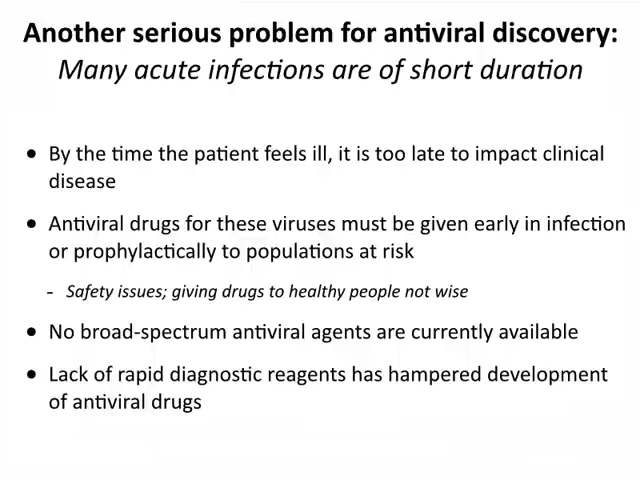 Another serious problem for antiviral discovery:
Many acute infections are of short duration
• By the time the patient feels ill, it is too late to impact clinical
disease
• Antiviral drugs for these viruses must be given early in infection
or prophylactically to populations at risk
- Safety issues; giving drugs to healthy people not wise
• No broad-spectrum antiviral agents are currently available
• Lack of rapid diagnostic reagents has hampered development
of antiviral drugs